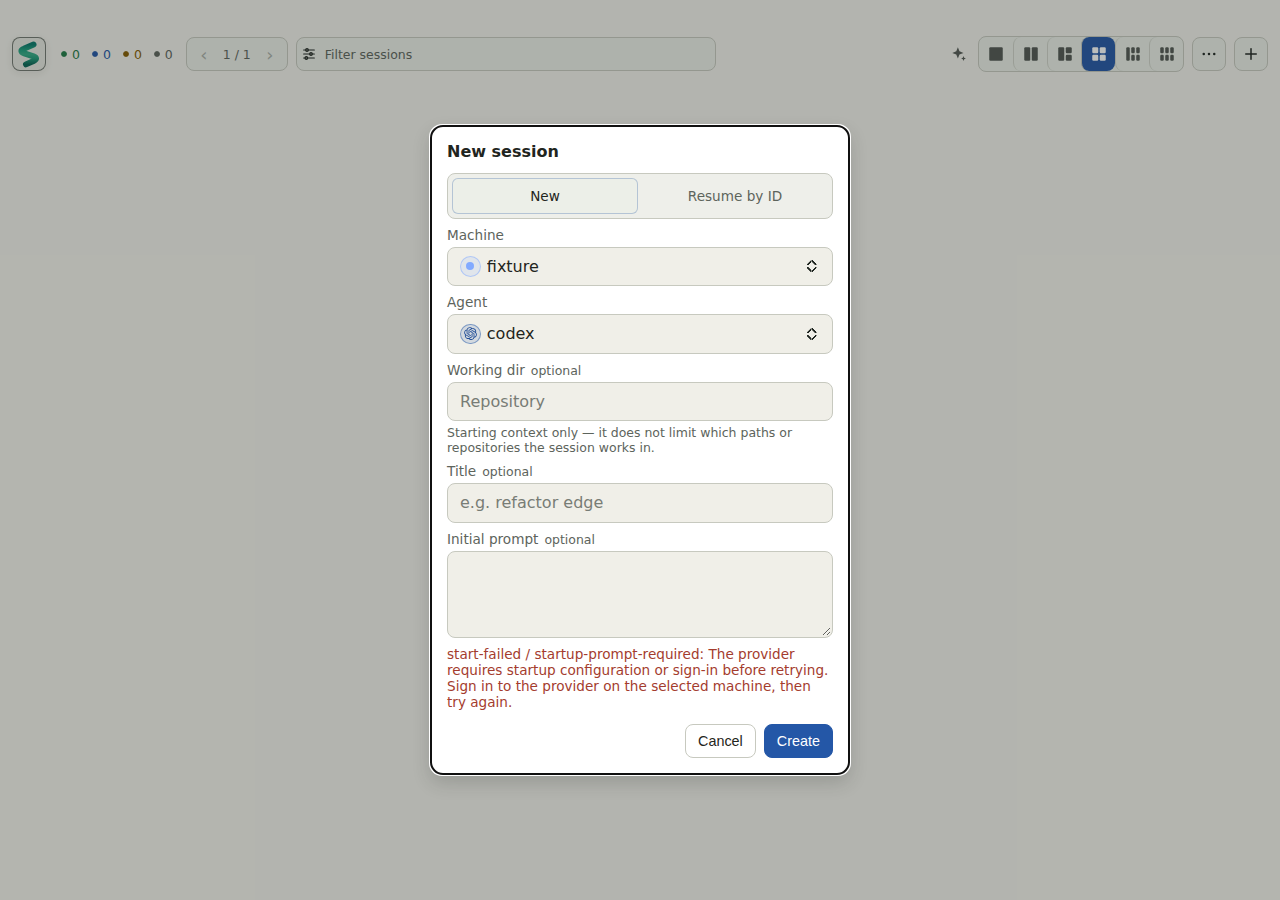 0 0 0 0 ‹ 1 / 1 › Filter sessions
New session
New Resume by ID
Machine
fixture
Agent
codex
Working dir optional
Repository
Starting context only — it does not limit which paths or
repositories the session works in.
Title optional
e.g. refactor edge
Initial prompt optional
start-failed / startup-prompt-required: The provider
requires startup configuration or sign-in before retrying.
Sign in to the provider on the selected machine, then
try again.
Cancel Create